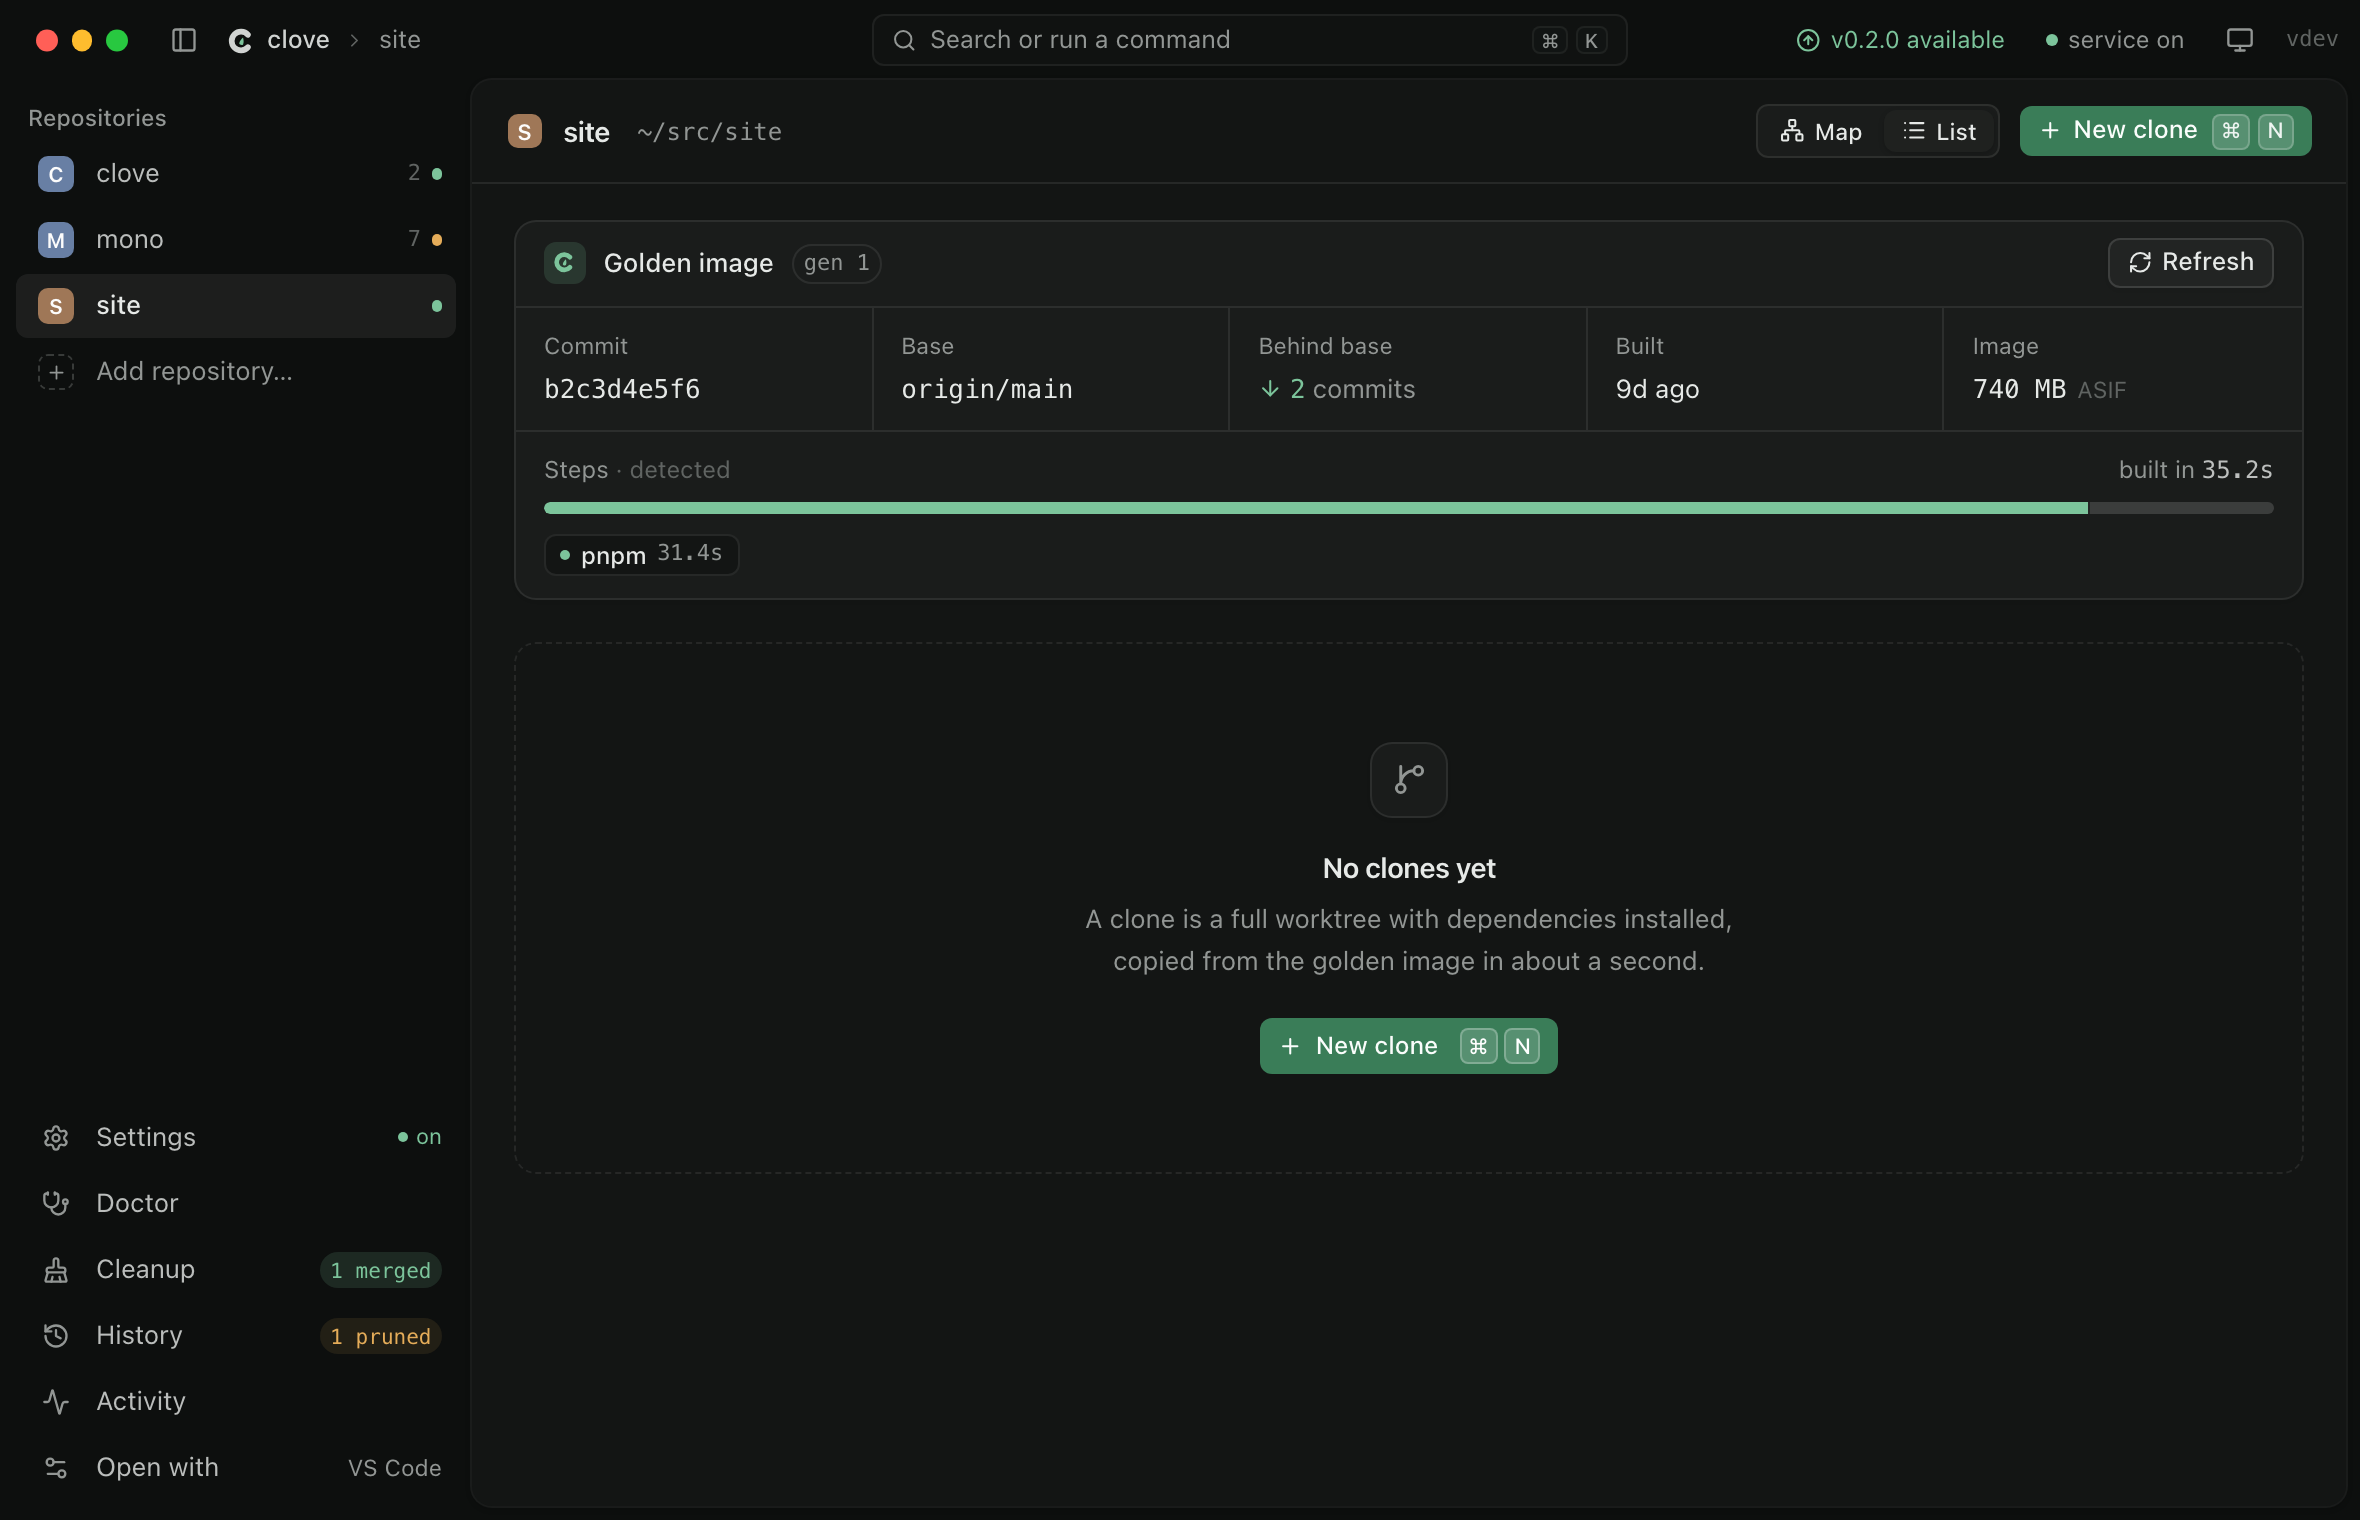 clove › site
Search or run a command ⌘ K
v0.2.0 available
service on
vdev
Repositories
C clove 2
M mono 7
S site
Add repository...
Settings on
Doctor
Cleanup 1 merged
History 1 pruned
Activity
Open with VS Code
S site ~/src/site
Map List
+ New clone ⌘ N
Golden image gen 1
Refresh
Commit
b2c3d4e5f6
Base
origin/main
Behind base
↓ 2 commits
Built
9d ago
Image
740 MB ASIF
Steps · detected
built in 35.2s
pnpm 31.4s
No clones yet
A clone is a full worktree with dependencies installed,
copied from the golden image in about a second.
+ New clone ⌘ N